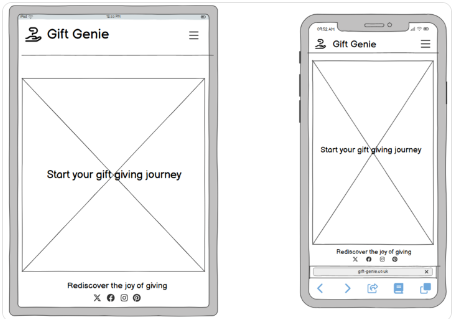 Gift Genie
Start your gift giving journey
Rediscover the joy of giving
09:52 AM
Gift Genie
Start your gift giving journey
Rediscover the joy of giving
gift-genie.co.uk